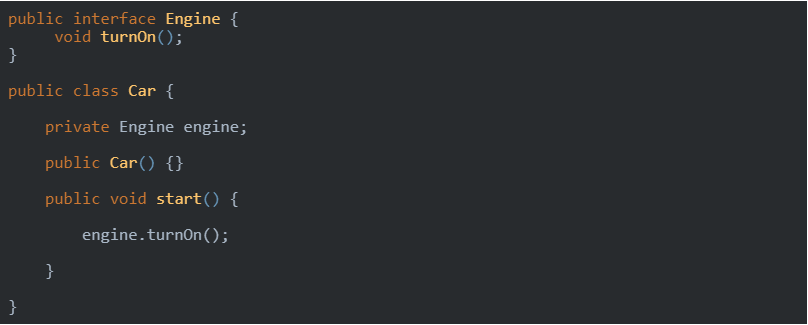 public interface Engine {
     void turnOn();
}
public class Car {
    private Engine engine;
    public Car() {}
    public void start() {
        engine.turnOn();
    }
}